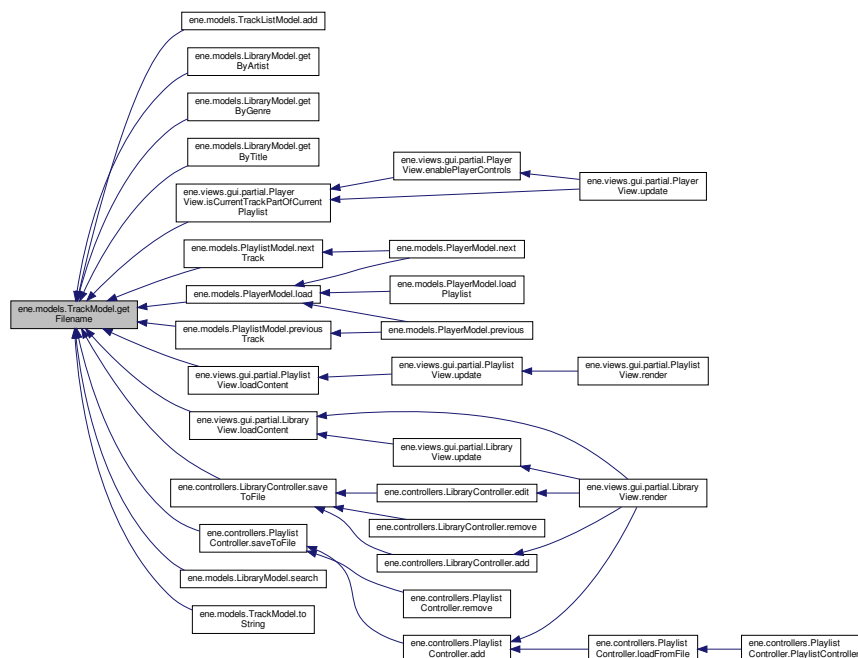 ene.models.TrackListModel.add
ene.models.LibraryModel.get
ByArtist
ene.models.LibraryModel.get
ByGenre
ene.models.LibraryModel.get
ByTitle
ene.views.gui.partial.Player
View.isCurrentTrackPartOfCurrent
Playlist
ene.views.gui.partial.Player
View.enablePlayerControls
ene.views.gui.partial.Player
View.update
ene.models.PlaylistModel.next
Track
ene.models.PlayerModel.next
ene.models.PlayerModel.load
ene.models.PlayerModel.load
Playlist
ene.models.TrackModel.get
Filename
ene.models.PlaylistModel.previous
Track
ene.models.PlayerModel.previous
ene.views.gui.partial.Playlist
View.loadContent
ene.views.gui.partial.Playlist
View.update
ene.views.gui.partial.Playlist
View.render
ene.views.gui.partial.Library
View.loadContent
ene.views.gui.partial.Library
View.update
ene.controllers.LibraryController.save
ToFile
ene.controllers.LibraryController.edit
ene.views.gui.partial.Library
View.render
ene.controllers.LibraryController.remove
ene.controllers.Playlist
Controller.saveToFile
ene.controllers.LibraryController.add
ene.models.LibraryModel.search
ene.controllers.Playlist
Controller.remove
ene.models.TrackModel.to
String
ene.controllers.Playlist
Controller.add
ene.controllers.Playlist
Controller.loadFromFile
ene.controllers.Playlist
Controller.PlaylistController